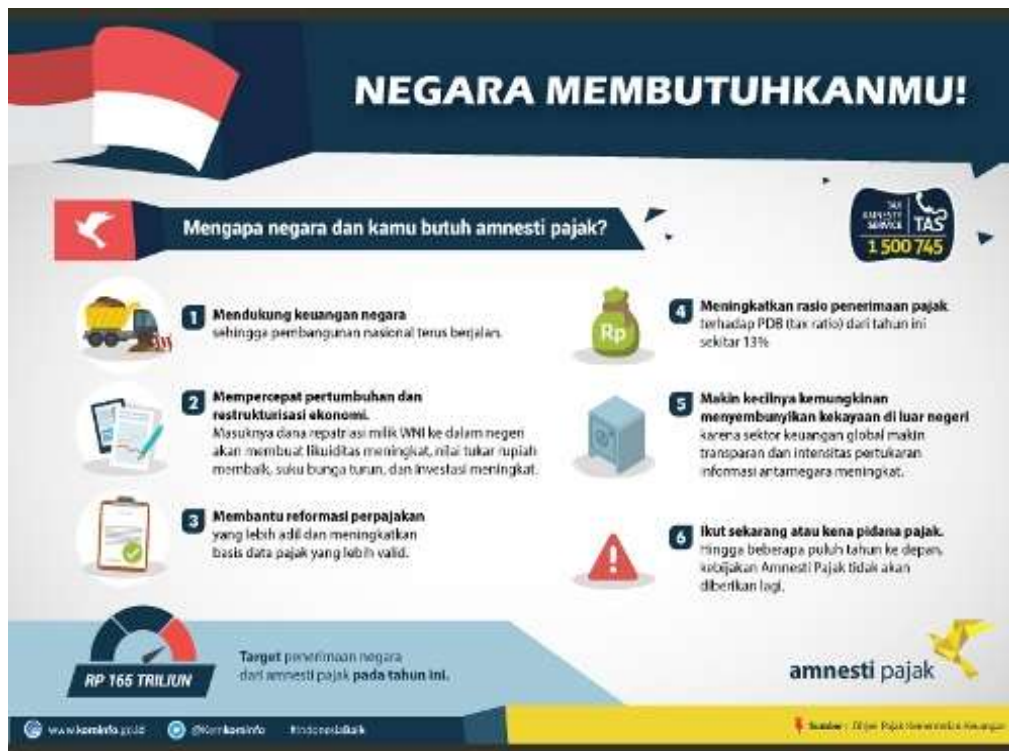 NEGARA MEMBUTUHKANMU!
Mengapa negara dan kamu butuh amnesti pajak?
TAX
AMNESTY
SERVICE
TAS
1 500 745
1
Mendukung keuangan negara
sehingga pembangunan nasional terus berjalan.
2
Mempercepat pertumbuhan dan
restrukturisasi ekonomi.
Masuknya dana repatriasi milik WNI ke dalam negeri
akan membuat likuiditas meningkat, nilai tukar rupiah
membaik, suku bunga turun, dan investasi meningkat.
3
Membantu reformasi perpajakan
yang lebih adil dan meningkatkan
basis data pajak yang lebih valid.
Rp
4
Meningkatkan rasio penerimaan pajak
terhadap PDB (tax ratio) dari tahun ini
sekitar 13%
5
Makin kecilnya kemungkinan
menyembunyikan kekayaan di luar negeri
karena sektor keuangan global makin
transparan dan intensitas pertukaran
informasi antarnegara meningkat.
6
Ikut sekarang atau kena pidana pajak.
Hingga beberapa puluh tahun ke depan,
kebijakan Amnesti Pajak tidak akan
diberikan lagi.
RP 165 TRILIUN
Target penerimaan negara
dari amnesti pajak pada tahun ini.
amnesti pajak
www.kominfo.go.id
@Kemkominfo
#IndonesiaBaik
Sumber : Ditjen Pajak Kementerian Keuangan